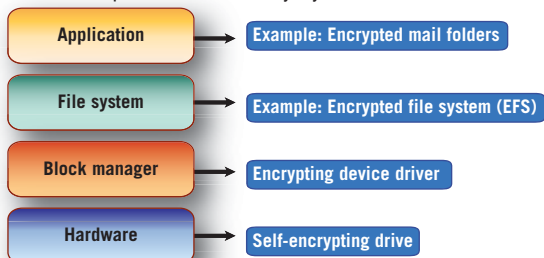 Application
Example: Encrypted mail folders
File system
Example: Encrypted file system (EFS)
Block manager
Encrypting device driver
Hardware
Self-encrypting drive